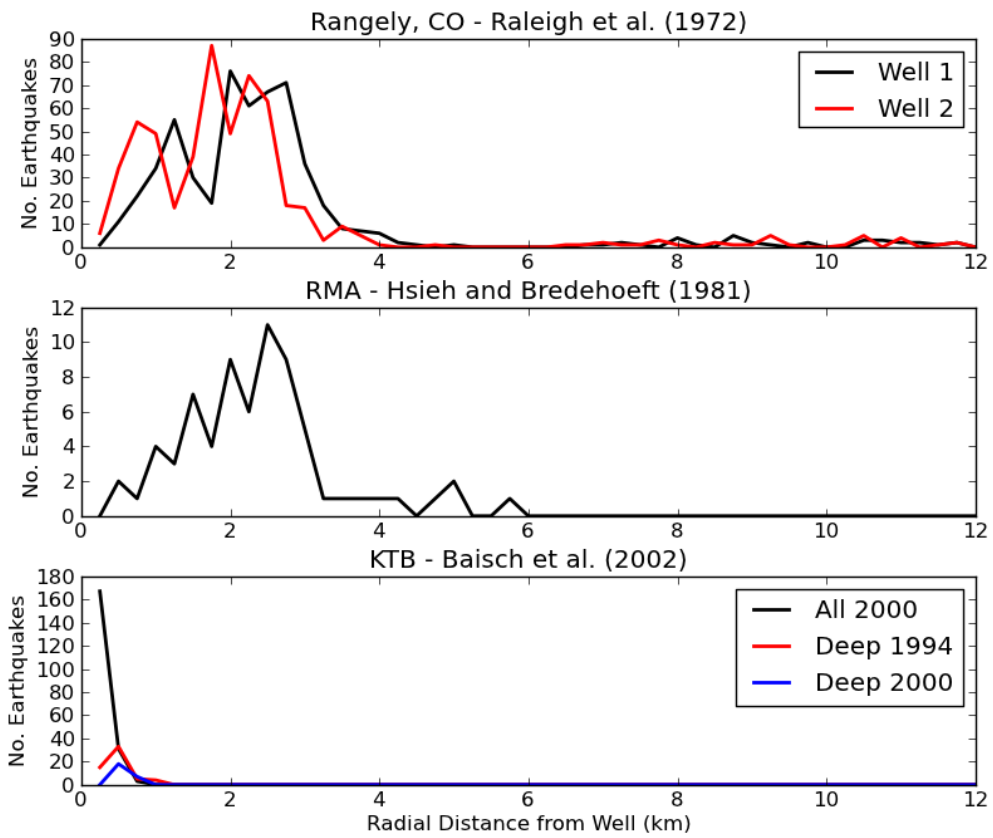 Rangely, CO - Raleigh et al. (1972)
No. Earthquakes
90
80
70
60
50
40
30
20
10
0
Well 1
Well 2
0 2 4 6 8 10 12
RMA - Hsieh and Bredehoeft (1981)
No. Earthquakes
12
10
8
6
4
2
0
0 2 4 6 8 10 12
KTB - Baisch et al. (2002)
No. Earthquakes
180
160
140
120
100
80
60
40
20
0
All 2000
Deep 1994
Deep 2000
0 2 4 6 8 10 12
Radial Distance from Well (km)